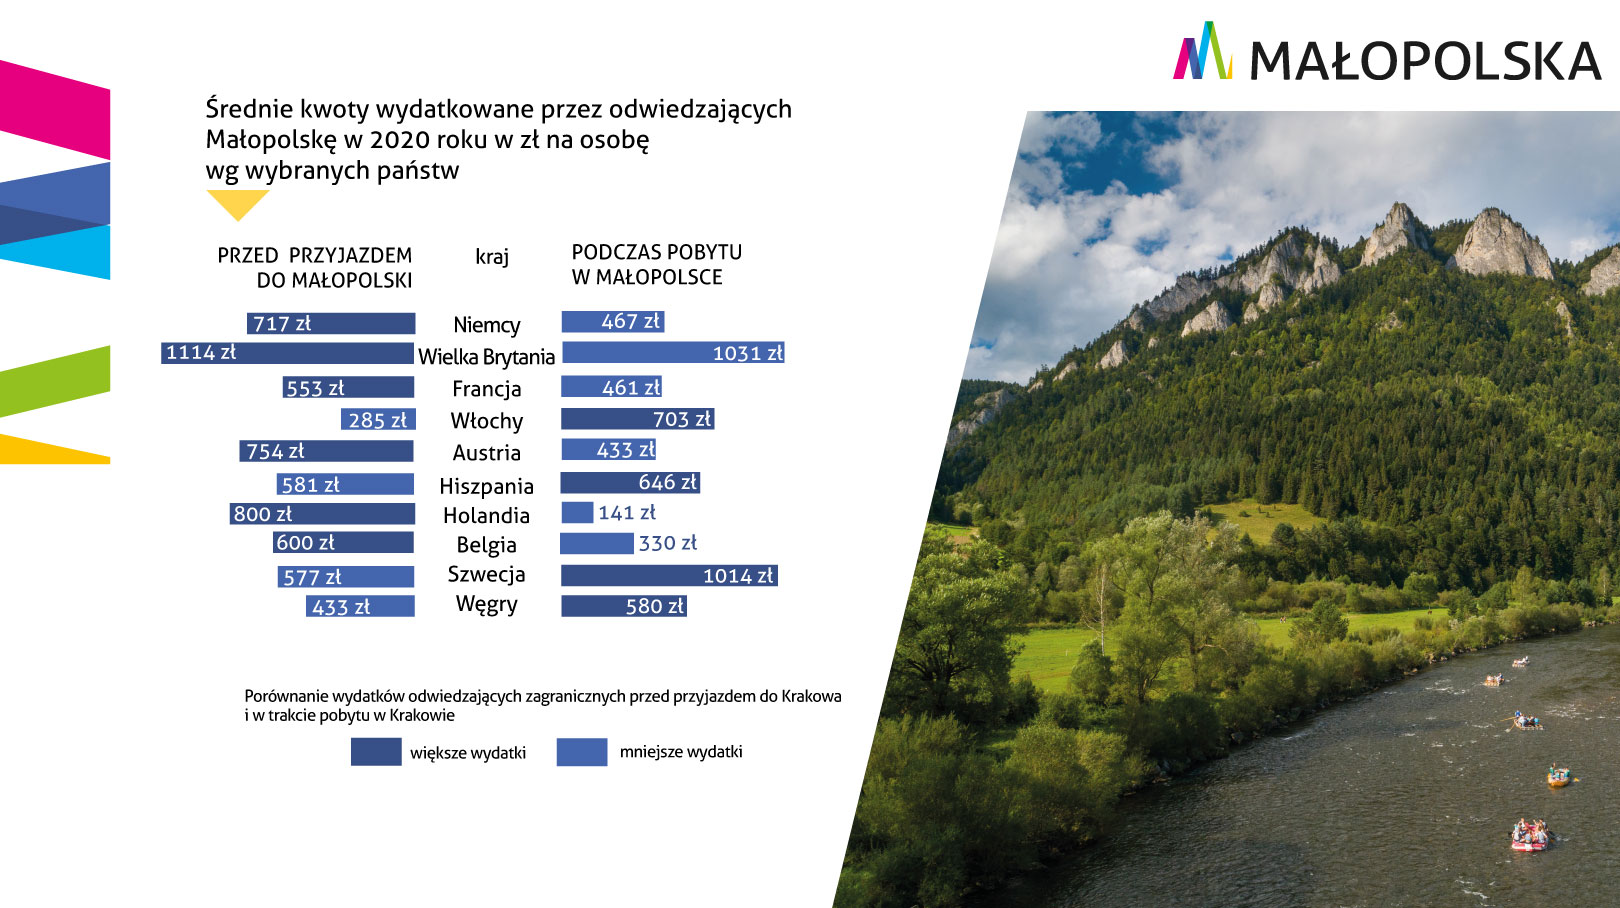 MAŁOPOLSKA
Średnie kwoty wydatkowane przez odwiedzających
Małopolskę w 2020 roku w zł na osobę
wg wybranych państw
PRZED PRZYJAZDEM
DO MAŁOPOLSKI
kraj
PODCZAS POBYTU
W MAŁOPOLSCE
717 zł Niemcy 467 zł
1114 zł Wielka Brytania 1031 zł
553 zł Francja 461 zł
285 zł Włochy 703 zł
754 zł Austria 433 zł
581 zł Hiszpania 646 zł
800 zł Holandia 141 zł
600 zł Belgia 330 zł
577 zł Szwecja 1014 zł
433 zł Węgry 580 zł
Porównanie wydatków odwiedzających zagranicznych przed przyjazdem do Krakowa
i w trakcie pobytu w Krakowie
większe wydatki mniejsze wydatki